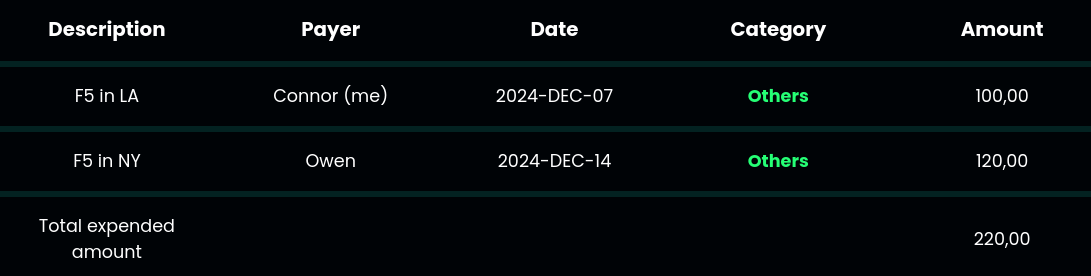 Description Payer Date Category Amount
F5 in LA Connor (me) 2024-DEC-07 Others 100,00
F5 in NY Owen 2024-DEC-14 Others 120,00
Total expended
amount 220,00